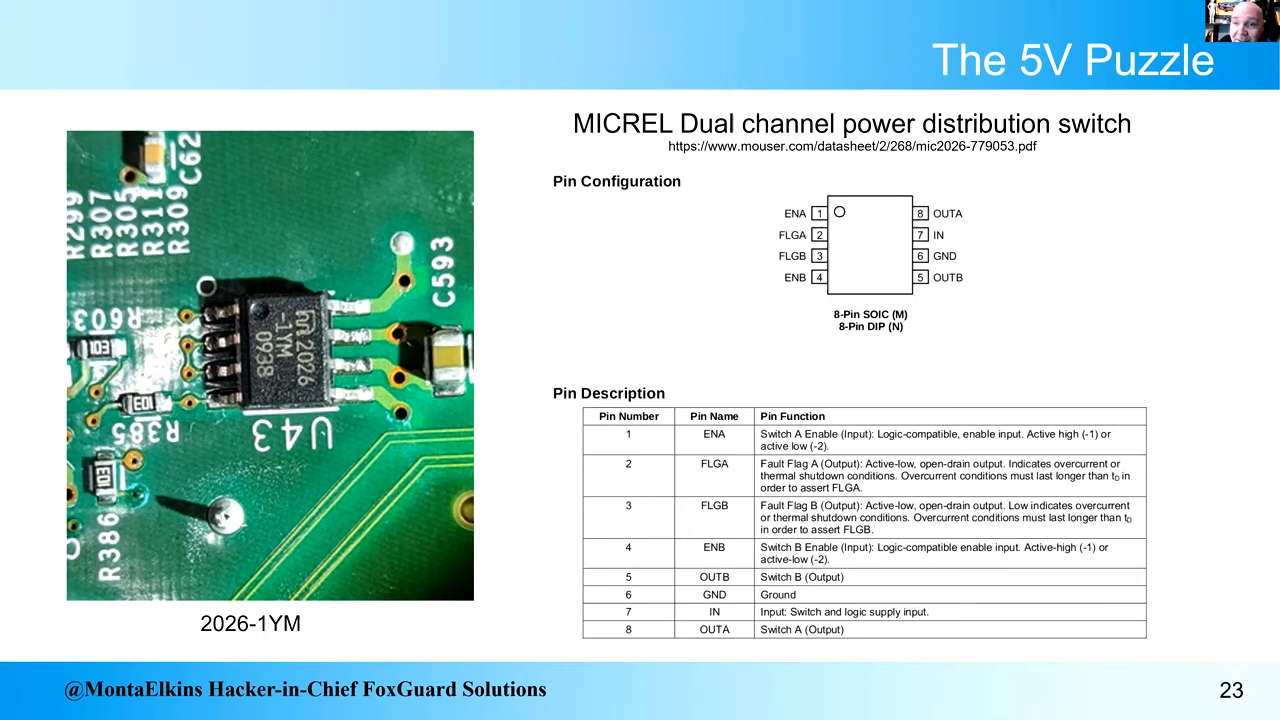 The 5V Puzzle
MICREL Dual channel power distribution switch
https://www.mouser.com/datasheet/2/268/mic2026-779053.pdf
Pin Configuration
ENA 1
FLGA 2
FLGB 3
ENB 4
8 OUTA
7 IN
6 GND
5 OUTB
8-Pin SOIC (M)
8-Pin DIP (N)
Pin Description
Pin Number Pin Name Pin Function
1 ENA Switch A Enable (Input): Logic-compatible, enable input. Active high (-1) or
active low (-2).
2 FLGA Fault Flag A (Output): Active-low, open-drain output. Indicates overcurrent or
thermal shutdown conditions. Overcurrent conditions must last longer than tD in
order to assert FLGA.
3 FLGB Fault Flag B (Output): Active-low, open-drain output. Low indicates overcurrent
or thermal shutdown conditions. Overcurrent conditions must last longer than tD
in order to assert FLGB.
4 ENB Switch B Enable (Input): Logic-compatible enable input. Active-high (-1) or
active-low (-2).
5 OUTB Switch B (Output)
6 GND Ground
7 IN Input: Switch and logic supply input.
8 OUTA Switch A (Output)
C62
R299
R307
R305
R311
R309
C593
R603
103
2026
-1YM
0938
103
R385
U43
103
R386
2026-1YM
@MontaElkins Hacker-in-Chief FoxGuard Solutions
23